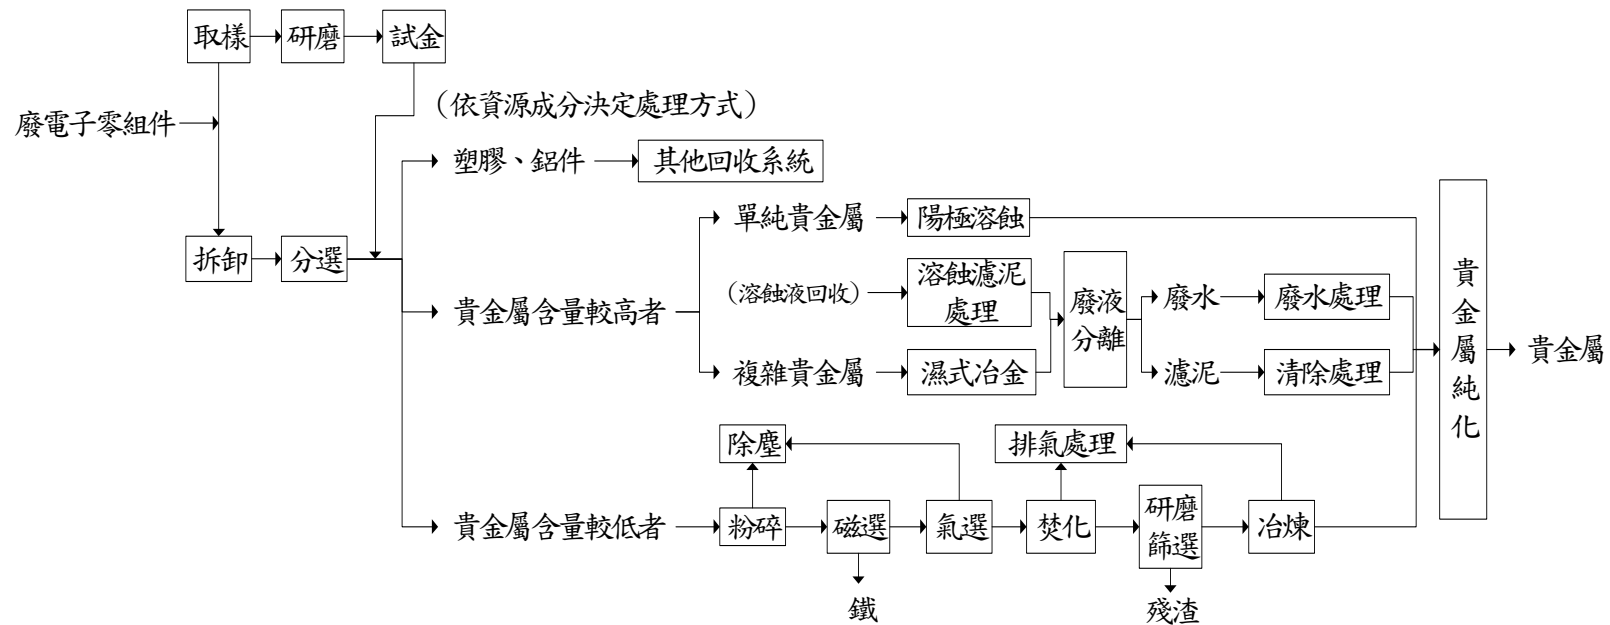 取樣
研磨
試金
(依資源成分決定處理方式)
廢電子零組件
塑膠、鋁件
其他回收系統
單純貴金屬
陽極溶蝕
拆卸
分選
(溶蝕液回收)
溶蝕濾泥
處理
廢液
分離
廢水
廢水處理
貴金屬含量較高者
複雜貴金屬
濕式冶金
濾泥
清除處理
貴金屬純化
貴金屬
除塵
排氣處理
貴金屬含量較低者
粉碎
磁選
氣選
焚化
研磨
篩選
冶煉
鐵
殘渣